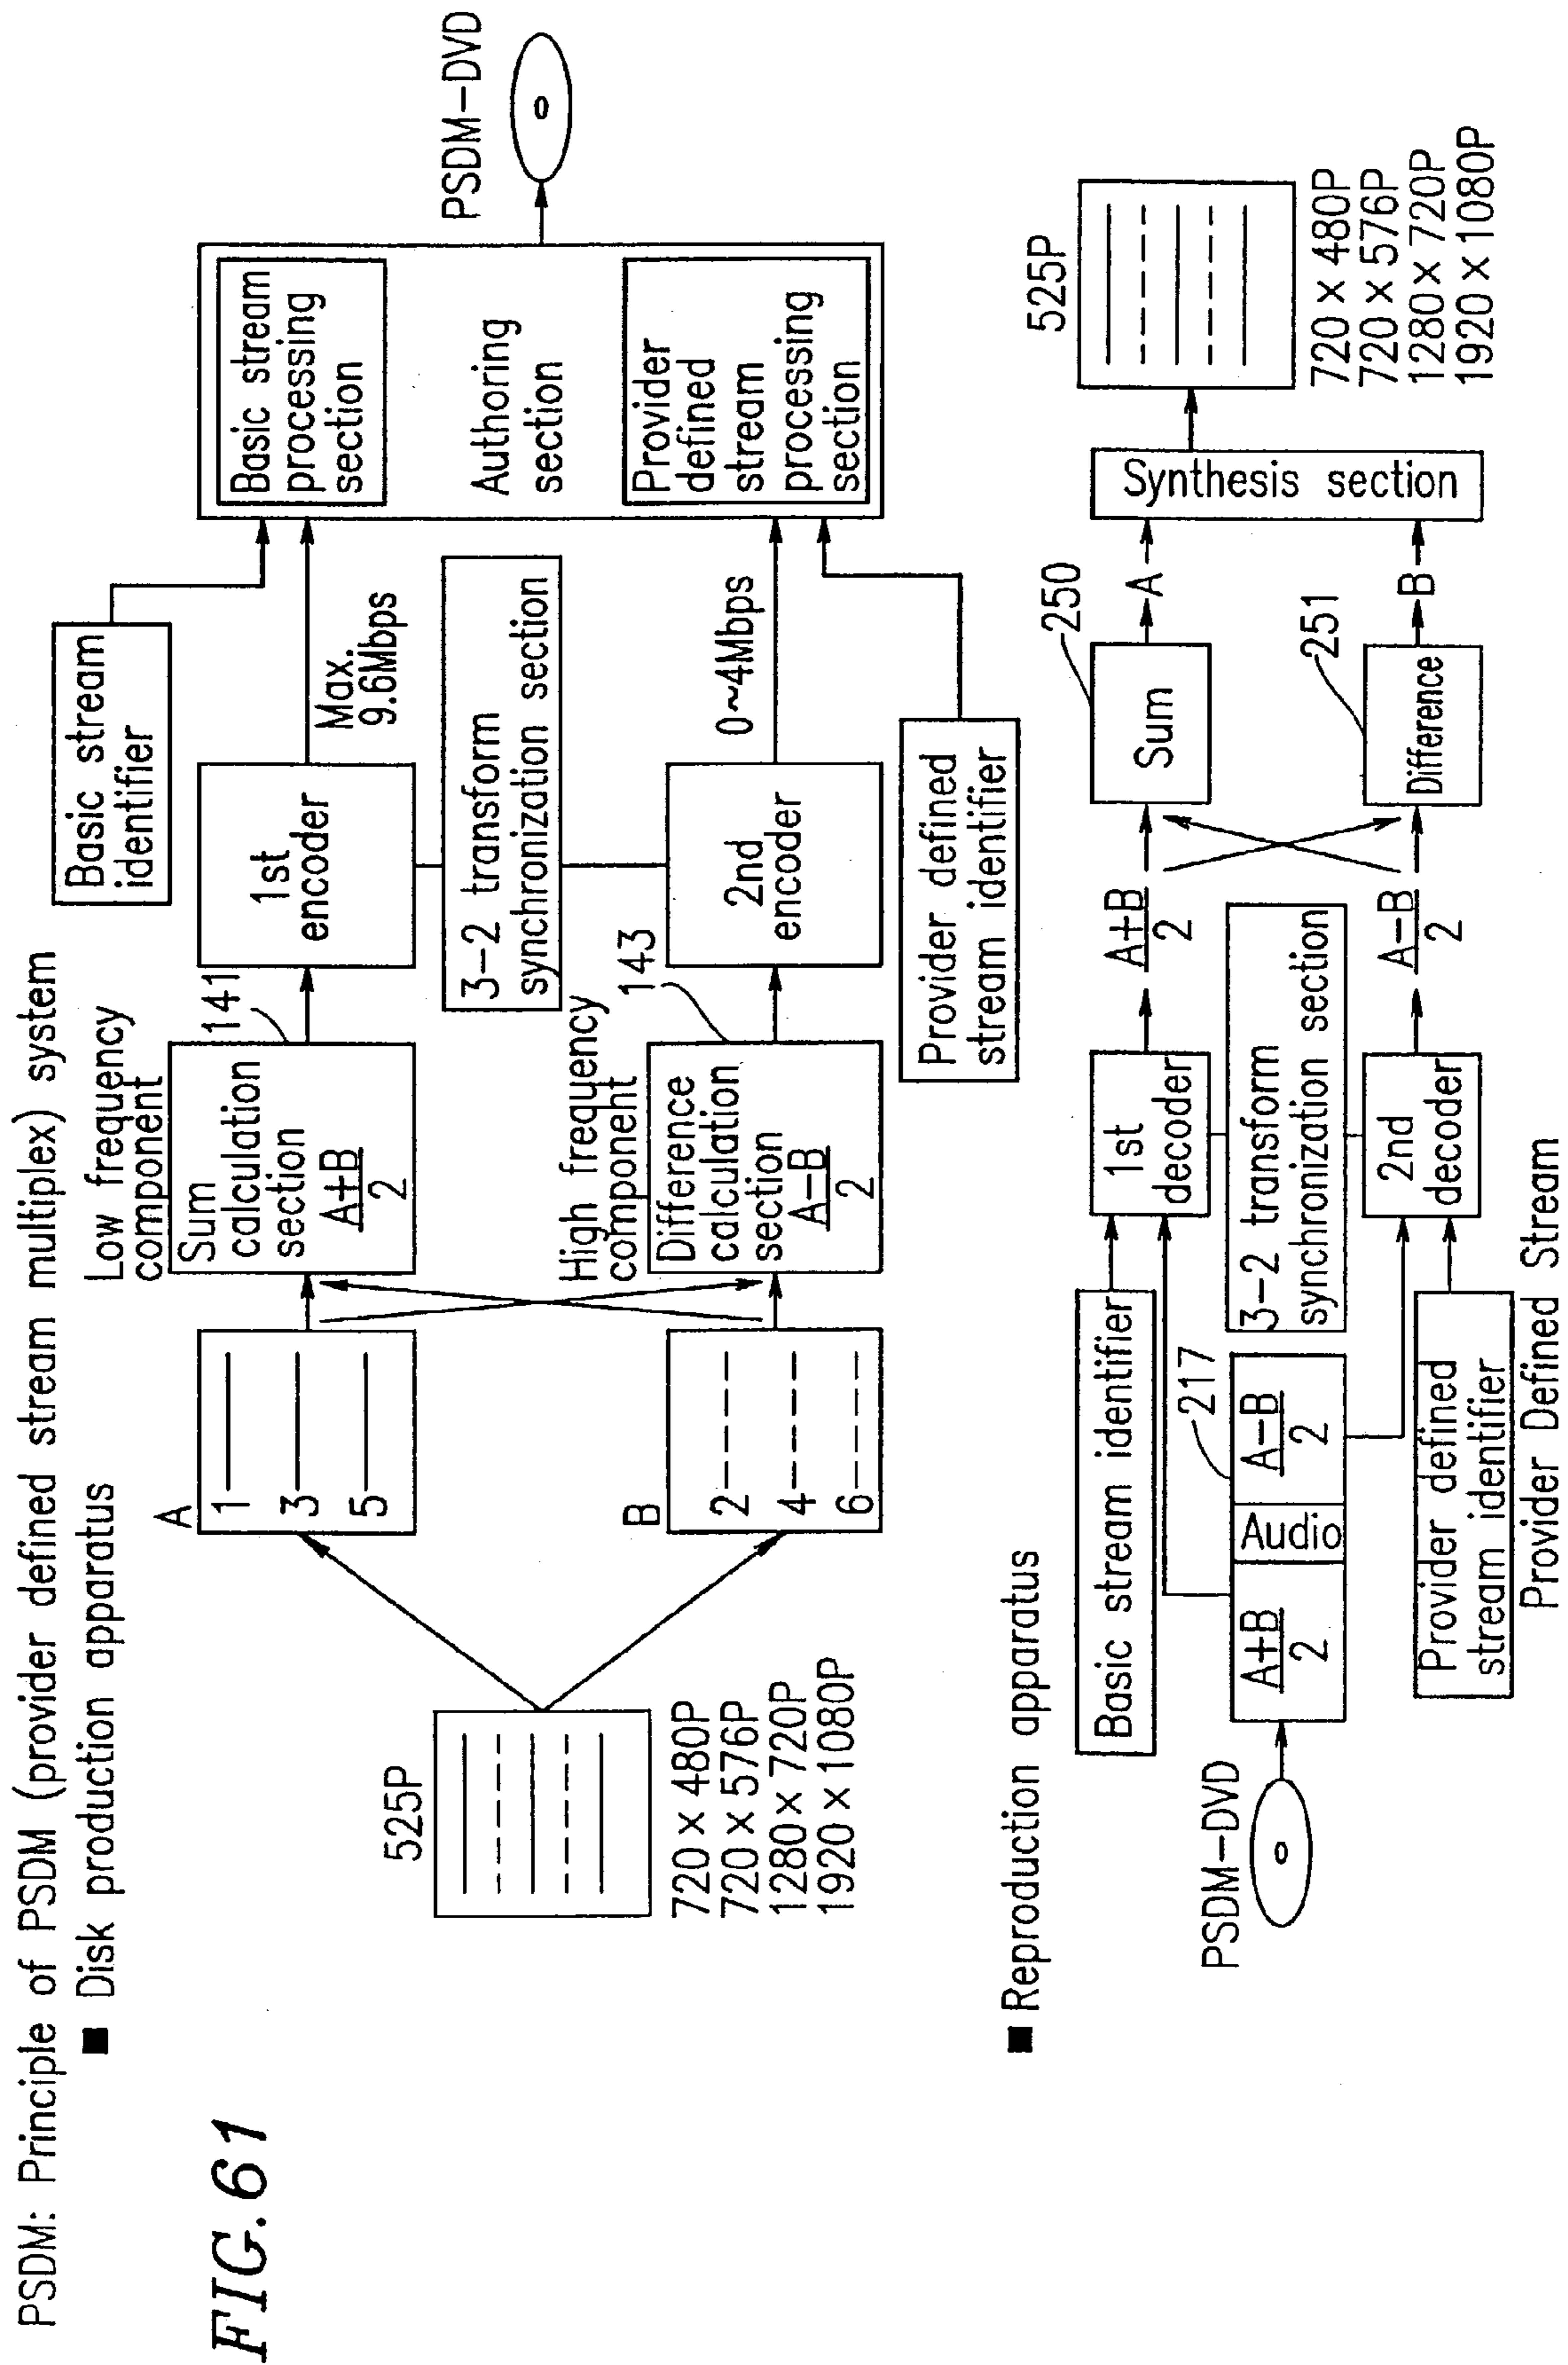 PSDM: Principle of PSDM (provider defined stream multiplex) system
■ Disk production apparatus
FIG. 61
525P
720 × 480P
720 × 576P
1280 × 720P
1920 × 1080P
A
1
3
5
B
2
4
6
Low frequency
component
141
Sum
calculation
section
A+B
2
High frequency
component
143
Difference
calculation
section
A−B
2
Basic stream
identifier
1st
encoder
Max.
9.6Mbps
3−2 transform
synchronization section
2nd
encoder
0~4Mbps
Provider defined
stream identifier
Basic stream
processing
section
Authoring
section
Provider
defined
stream
processing
section
PSDM−DVD
■ Reproduction apparatus
PSDM−DVD
217
A+B
2
Audio
A−B
2
Basic stream identifier
Provider defined
stream identifier
Provider Defined Stream
1st
decoder
3−2 transform
synchronization section
2nd
decoder
A+B
2
A−B
2
250
Sum
A
251
Difference
B
Synthesis section
525P
720 × 480P
720 × 576P
1280 × 720P
1920 × 1080P